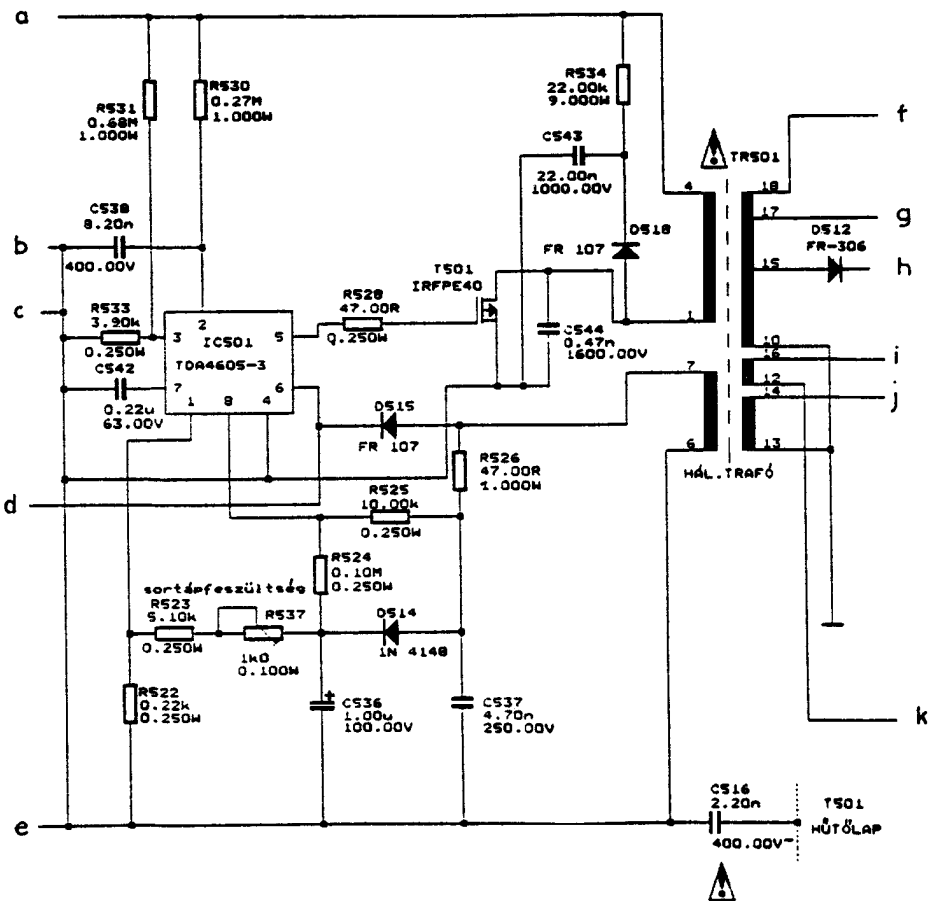 a
R531
0.68M
1.000W
R530
0.27M
1.000W
R534
22.00k
9.000W
C543
22.00n
1000.00V
f
TR501
4
18
17
g
C538
8.20n
400.00V
b
D518
FR 107
D512
FR-306
15
h
T501
IRFPE40
c
R533
3.90k
0.250W
R528
47.00R
0.250W
C544
0.47n
1600.00V
1
3
2
5
IC501
TDA4605-3
7
6
1
8
4
C542
0.22u
63.00V
10
16
i
7
12
14
j
D515
FR 107
6
13
HÁL.TRAFÓ
R526
47.00R
1.000W
d
R525
10.00k
0.250W
R524
0.10M
0.250W
sortápfeszültség
R523
5.10k
0.250W
R537
1k0
0.100W
D514
1N 4148
R522
0.22k
0.250W
+
C536
1.00u
100.00V
C537
4.70n
250.00V
k
e
C516
2.20n
400.00V~
T501
HŰTŐLAP